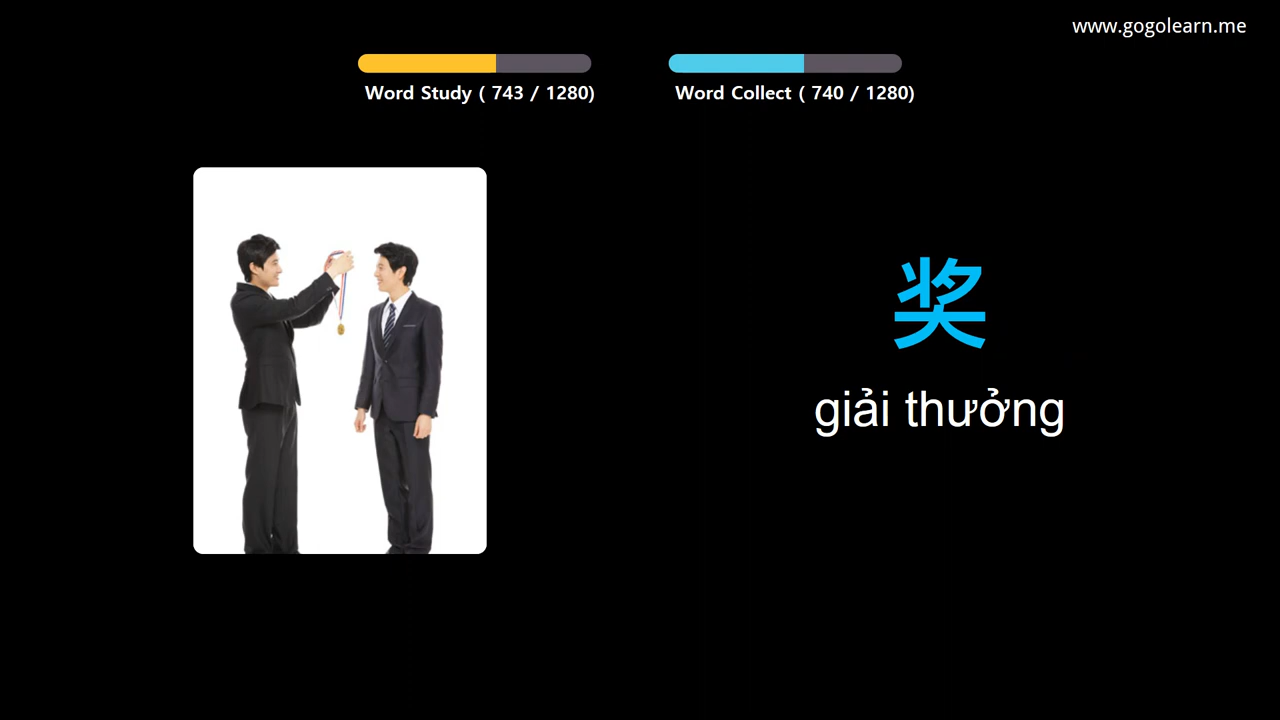 www.gogolearn.me
Word Study ( 743 / 1280)
Word Collect ( 740 / 1280)
奖
giải thưởng